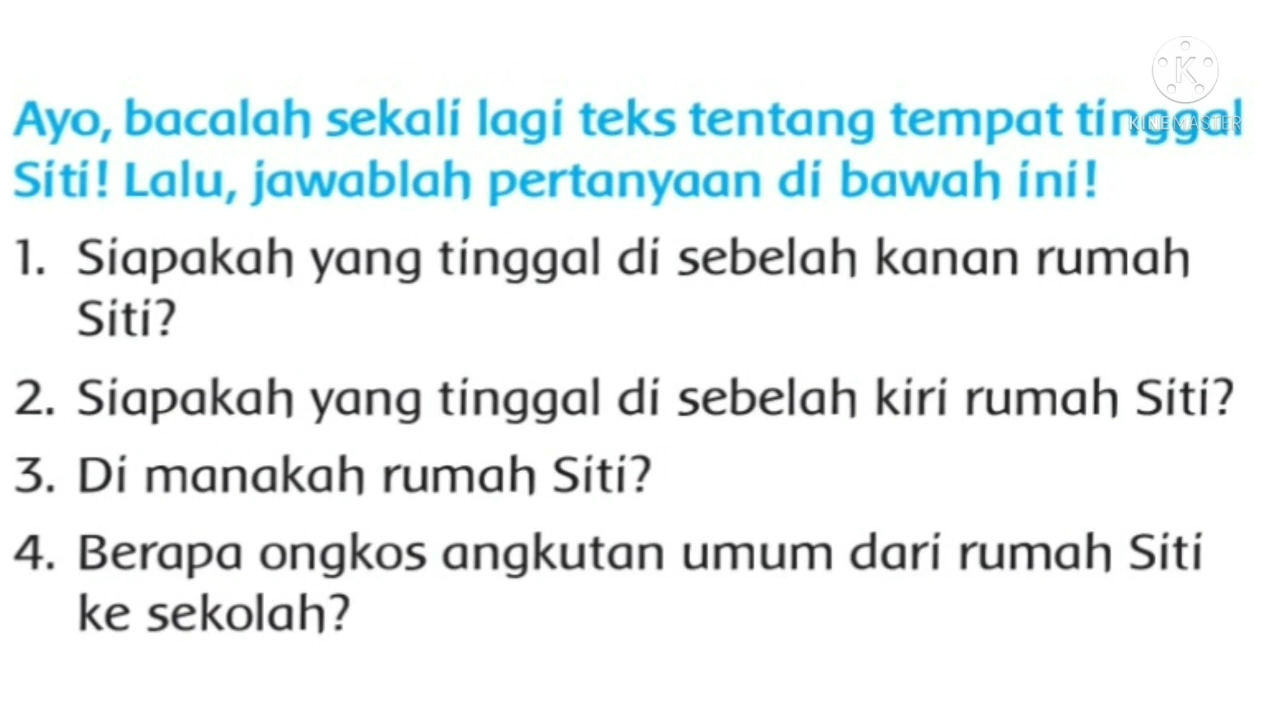 KINEMASTER
Ayo, bacalah sekali lagi teks tentang tempat tinggal
Siti! Lalu, jawablah pertanyaan di bawah ini!
1. Siapakah yang tinggal di sebelah kanan rumah
Siti?
2. Siapakah yang tinggal di sebelah kiri rumah Siti?
3. Di manakah rumah Siti?
4. Berapa ongkos angkutan umum dari rumah Siti
ke sekolah?